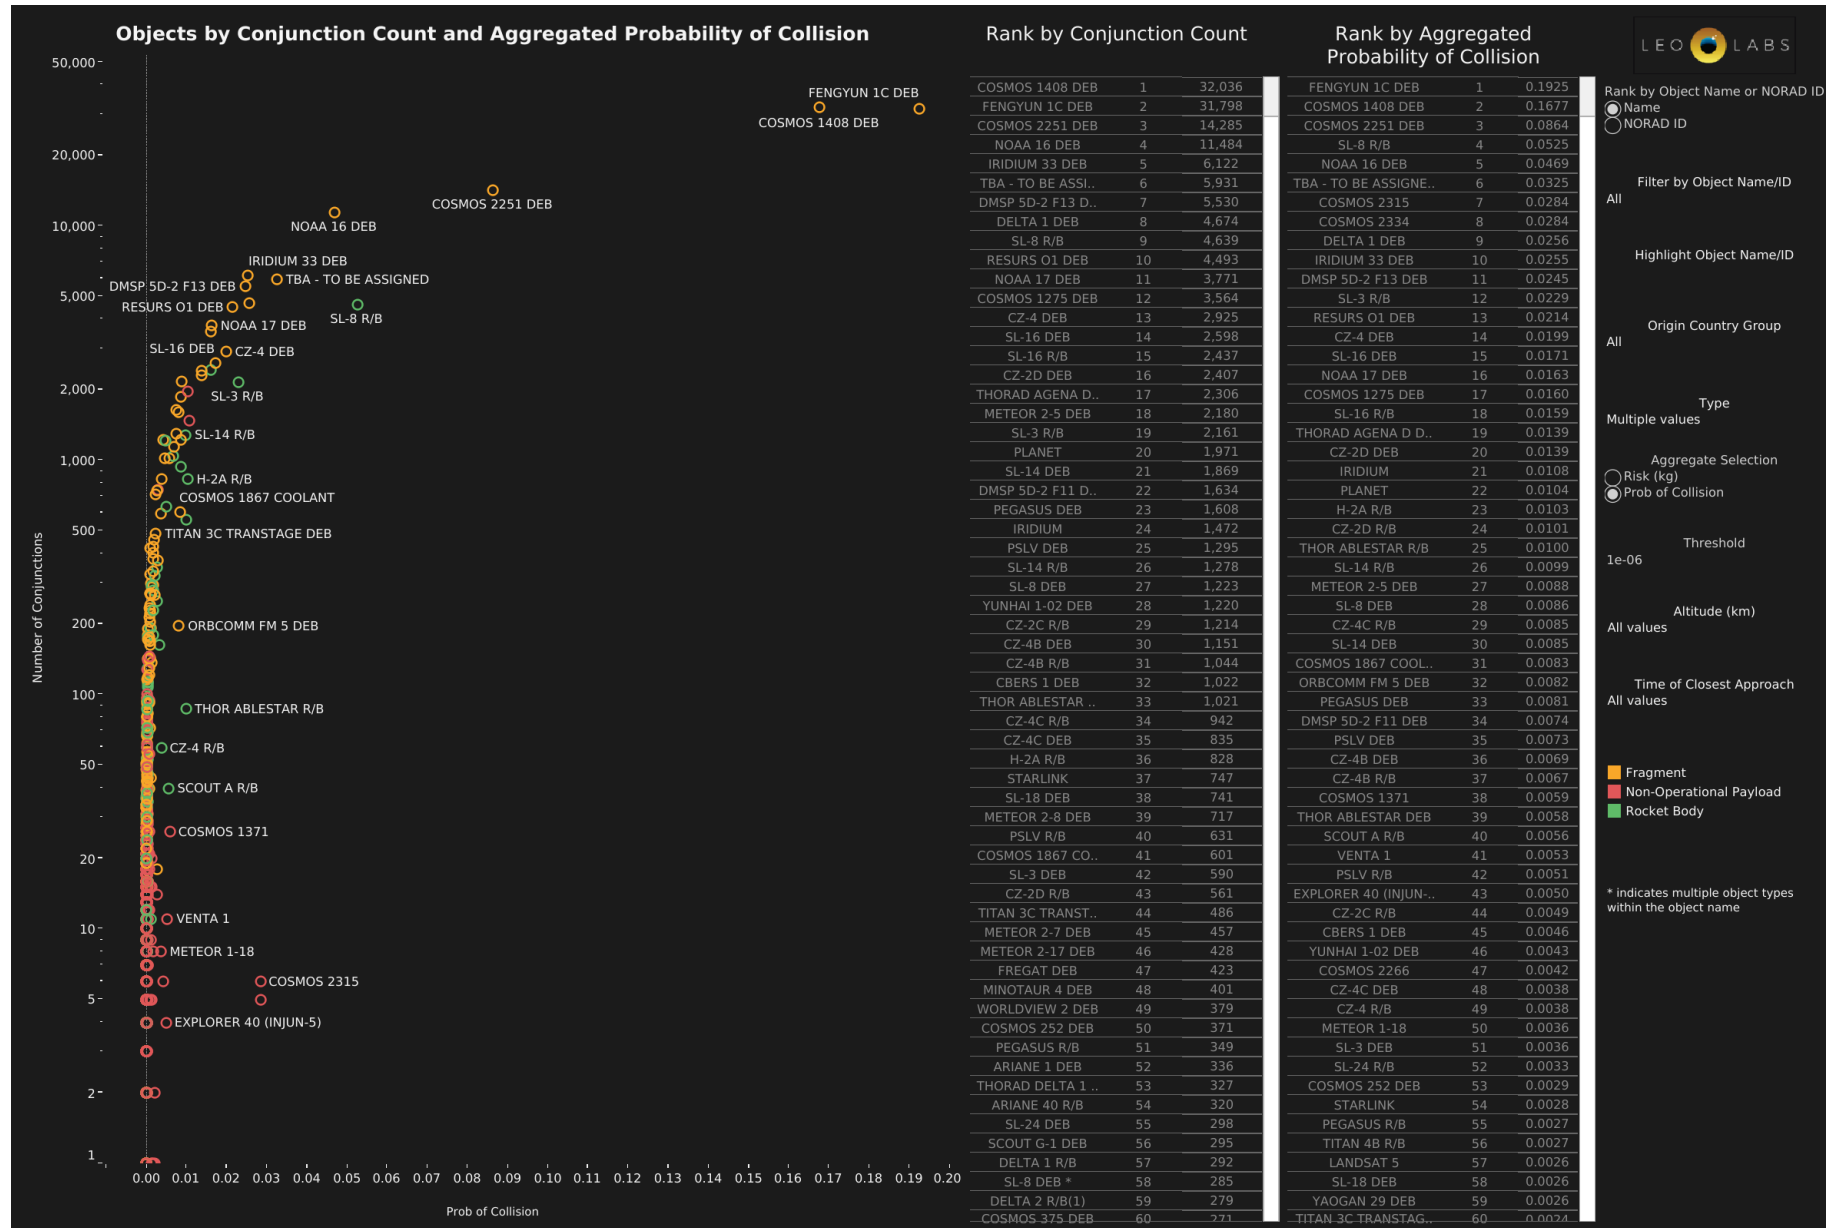 Objects by Conjunction Count and Aggregated Probability of Collision
50,000
20,000
10,000
5,000
2,000
1,000
500
200
100
50
20
10
5
2
1
Number of Conjunctions
FENGYUN 1C DEB
COSMOS 1408 DEB
COSMOS 2251 DEB
NOAA 16 DEB
IRIDIUM 33 DEB
TBA - TO BE ASSIGNED
DMSP 5D-2 F13 DEB
RESURS O1 DEB
SL-8 R/B
NOAA 17 DEB
SL-16 DEB
CZ-4 DEB
SL-3 R/B
SL-14 R/B
H-2A R/B
COSMOS 1867 COOLANT
TITAN 3C TRANSTAGE DEB
ORBCOMM FM 5 DEB
THOR ABLESTAR R/B
CZ-4 R/B
SCOUT A R/B
COSMOS 1371
VENTA 1
METEOR 1-18
COSMOS 2315
EXPLORER 40 (INJUN-5)
0.00 0.01 0.02 0.03 0.04 0.05 0.06 0.07 0.08 0.09 0.10 0.11 0.12 0.13 0.14 0.15 0.16 0.17 0.18 0.19 0.20
Prob of Collision
Rank by Conjunction Count
COSMOS 1408 DEB 1 32,036
FENGYUN 1C DEB 2 31,798
COSMOS 2251 DEB 3 14,285
NOAA 16 DEB 4 11,484
IRIDIUM 33 DEB 5 6,122
TBA - TO BE ASSI.. 6 5,931
DMSP 5D-2 F13 D.. 7 5,530
DELTA 1 DEB 8 4,674
SL-8 R/B 9 4,639
RESURS O1 DEB 10 4,493
NOAA 17 DEB 11 3,771
COSMOS 1275 DEB 12 3,564
CZ-4 DEB 13 2,925
SL-16 DEB 14 2,598
SL-16 R/B 15 2,437
CZ-2D DEB 16 2,407
THORAD AGENA D.. 17 2,306
METEOR 2-5 DEB 18 2,180
SL-3 R/B 19 2,161
PLANET 20 1,971
SL-14 DEB 21 1,869
DMSP 5D-2 F11 D.. 22 1,634
PEGASUS DEB 23 1,608
IRIDIUM 24 1,472
PSLV DEB 25 1,295
SL-14 R/B 26 1,278
SL-8 DEB 27 1,223
YUNHAI 1-02 DEB 28 1,220
CZ-2C R/B 29 1,214
CZ-4B DEB 30 1,151
CZ-4B R/B 31 1,044
CBERS 1 DEB 32 1,022
THOR ABLESTAR .. 33 1,021
CZ-4C R/B 34 942
CZ-4C DEB 35 835
H-2A R/B 36 828
STARLINK 37 747
SL-18 DEB 38 741
METEOR 2-8 DEB 39 717
PSLV R/B 40 631
COSMOS 1867 CO.. 41 601
SL-3 DEB 42 590
CZ-2D R/B 43 561
TITAN 3C TRANST.. 44 486
METEOR 2-7 DEB 45 457
METEOR 2-17 DEB 46 428
FREGAT DEB 47 423
MINOTAUR 4 DEB 48 401
WORLDVIEW 2 DEB 49 379
COSMOS 252 DEB 50 371
PEGASUS R/B 51 349
ARIANE 1 DEB 52 336
THORAD DELTA 1 .. 53 327
ARIANE 40 R/B 54 320
SL-24 DEB 55 298
SCOUT G-1 DEB 56 295
DELTA 1 R/B 57 292
SL-8 DEB * 58 285
DELTA 2 R/B(1) 59 279
COSMOS 375 DEB 60 271
Rank by Aggregated
Probability of Collision
FENGYUN 1C DEB 1 0.1925
COSMOS 1408 DEB 2 0.1677
COSMOS 2251 DEB 3 0.0864
SL-8 R/B 4 0.0525
NOAA 16 DEB 5 0.0469
TBA - TO BE ASSIGNE.. 6 0.0325
COSMOS 2315 7 0.0284
COSMOS 2334 8 0.0284
DELTA 1 DEB 9 0.0256
IRIDIUM 33 DEB 10 0.0255
DMSP 5D-2 F13 DEB 11 0.0245
SL-3 R/B 12 0.0229
RESURS O1 DEB 13 0.0214
CZ-4 DEB 14 0.0199
SL-16 DEB 15 0.0171
NOAA 17 DEB 16 0.0163
COSMOS 1275 DEB 17 0.0160
SL-16 R/B 18 0.0159
THORAD AGENA D D.. 19 0.0139
CZ-2D DEB 20 0.0139
IRIDIUM 21 0.0108
PLANET 22 0.0104
H-2A R/B 23 0.0103
CZ-2D R/B 24 0.0101
THOR ABLESTAR R/B 25 0.0100
SL-14 R/B 26 0.0099
METEOR 2-5 DEB 27 0.0088
SL-8 DEB 28 0.0086
CZ-4C R/B 29 0.0085
SL-14 DEB 30 0.0085
COSMOS 1867 COOL.. 31 0.0083
ORBCOMM FM 5 DEB 32 0.0082
PEGASUS DEB 33 0.0081
DMSP 5D-2 F11 DEB 34 0.0074
PSLV DEB 35 0.0073
CZ-4B DEB 36 0.0069
CZ-4B R/B 37 0.0067
COSMOS 1371 38 0.0059
THOR ABLESTAR DEB 39 0.0058
SCOUT A R/B 40 0.0056
VENTA 1 41 0.0053
PSLV R/B 42 0.0051
EXPLORER 40 (INJUN-.. 43 0.0050
CZ-2C R/B 44 0.0049
CBERS 1 DEB 45 0.0046
YUNHAI 1-02 DEB 46 0.0043
COSMOS 2266 47 0.0042
CZ-4C DEB 48 0.0038
CZ-4 R/B 49 0.0038
METEOR 1-18 50 0.0036
SL-3 DEB 51 0.0036
SL-24 R/B 52 0.0033
COSMOS 252 DEB 53 0.0029
STARLINK 54 0.0028
PEGASUS R/B 55 0.0027
TITAN 4B R/B 56 0.0027
LANDSAT 5 57 0.0026
SL-18 DEB 58 0.0026
YAOGAN 29 DEB 59 0.0026
TITAN 3C TRANSTAG.. 60 0.0024
LEO LABS
Rank by Object Name or NORAD ID
Name
NORAD ID
Filter by Object Name/ID
All
Highlight Object Name/ID
Origin Country Group
All
Type
Multiple values
Aggregate Selection
Risk (kg)
Prob of Collision
Threshold
1e-06
Altitude (km)
All values
Time of Closest Approach
All values
Fragment
Non-Operational Payload
Rocket Body
* indicates multiple object types
within the object name